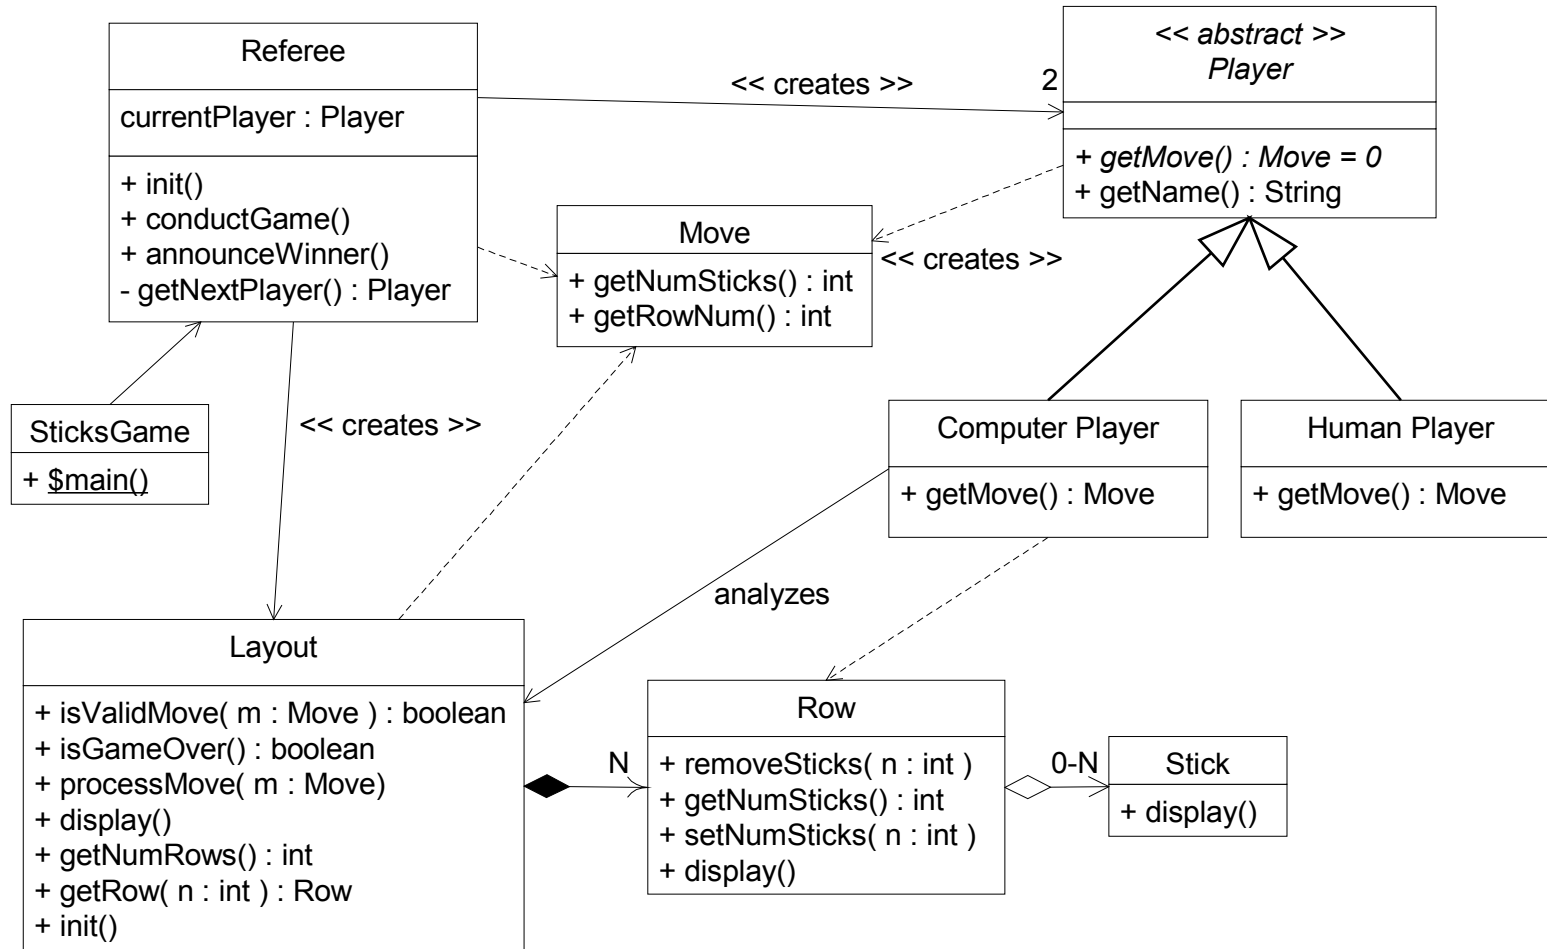 Referee
currentPlayer : Player
+ init()
+ conductGame()
+ announceWinner()
- getNextPlayer() : Player
<< creates >>
2
<< abstract >>
Player
+ getMove() : Move = 0
+ getName() : String
Move
+ getNumSticks() : int
+ getRowNum() : int
<< creates >>
SticksGame
+ $main()
<< creates >>
Computer Player
+ getMove() : Move
Human Player
+ getMove() : Move
analyzes
Layout
+ isValidMove( m : Move ) : boolean
+ isGameOver() : boolean
+ processMove( m : Move)
+ display()
+ getNumRows() : int
+ getRow( n : int ) : Row
+ init()
N
Row
+ removeSticks( n : int )
+ getNumSticks() : int
+ setNumSticks( n : int )
+ display()
0-N
Stick
+ display()